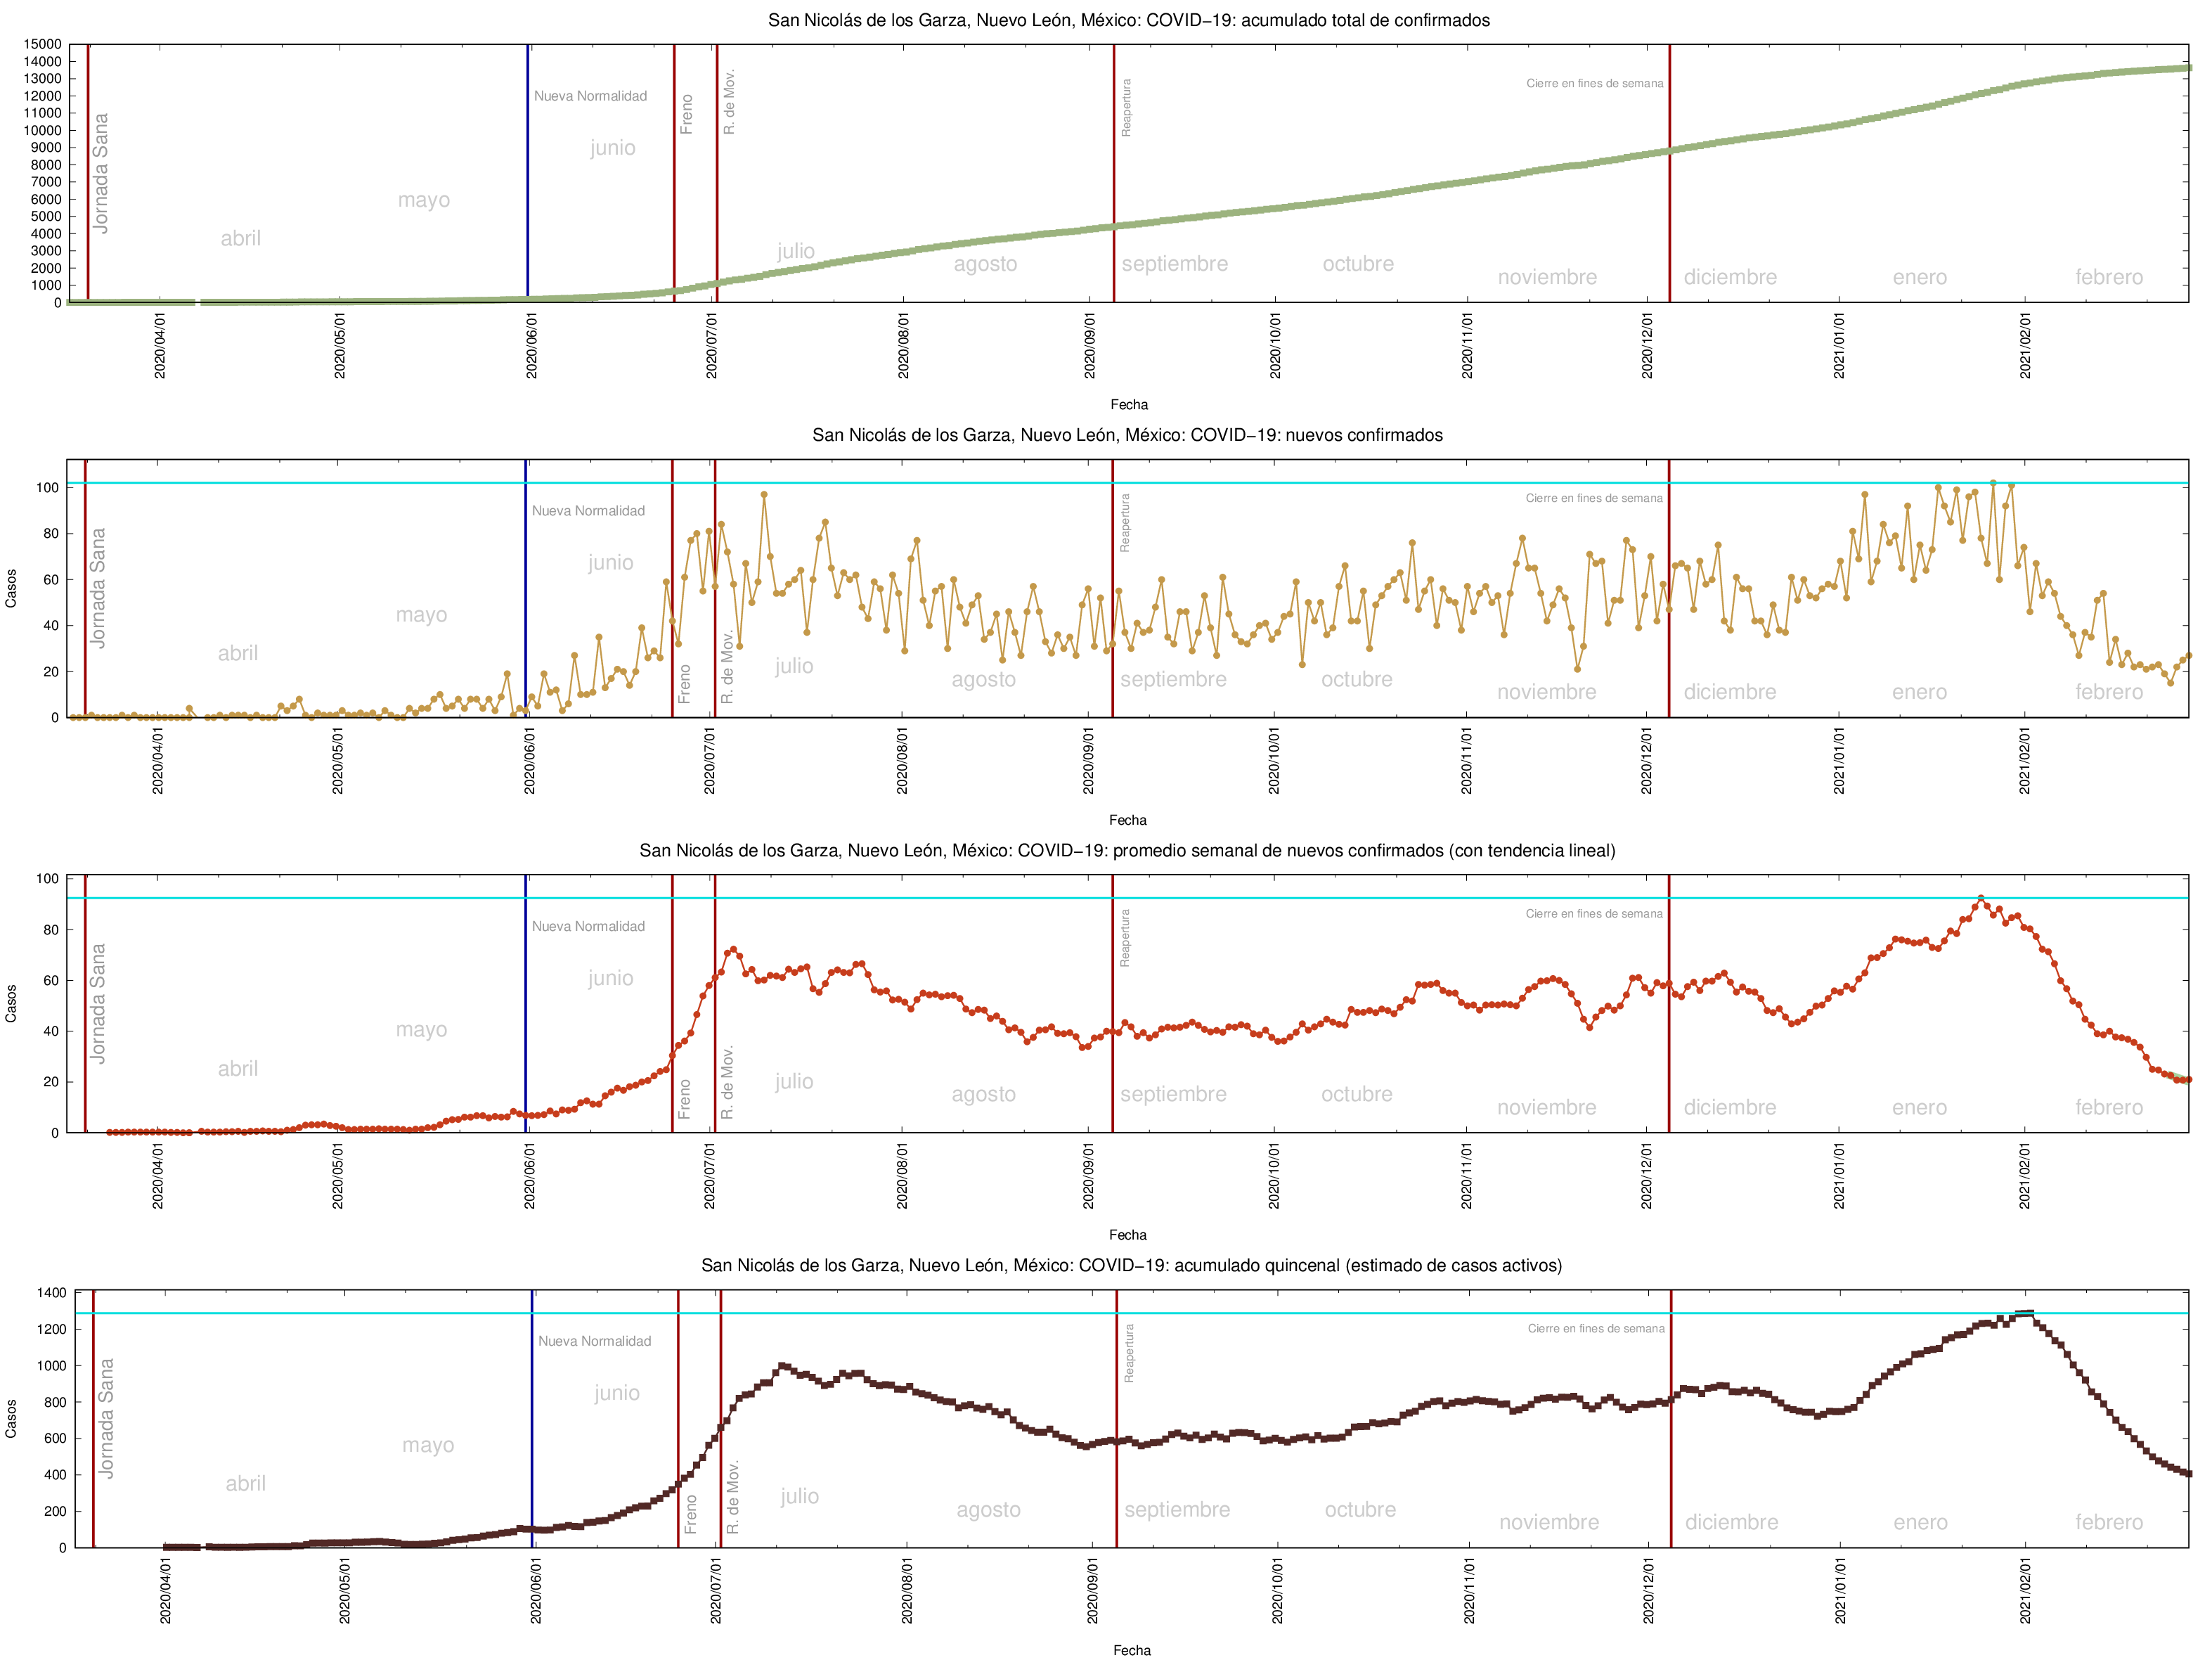 San Nicolás de los Garza, Nuevo León, México: COVID−19: acumulado total de confirmados
15000
14000
13000
12000
11000
10000
9000
8000
7000
6000
5000
4000
3000
2000
1000
0
Jornada Sana
abril
mayo
Nueva Normalidad
junio
Freno
R. de Mov.
julio
agosto
Reapertura
septiembre
octubre
noviembre
Cierre en fines de semana
diciembre
enero
febrero
2020/04/01
2020/05/01
2020/06/01
2020/07/01
2020/08/01
2020/09/01
2020/10/01
2020/11/01
2020/12/01
2021/01/01
2021/02/01
Fecha
San Nicolás de los Garza, Nuevo León, México: COVID−19: nuevos confirmados
Casos
100
80
60
40
20
0
Jornada Sana
abril
mayo
Nueva Normalidad
junio
Freno
R. de Mov.
julio
agosto
Reapertura
septiembre
octubre
noviembre
Cierre en fines de semana
diciembre
enero
febrero
2020/04/01
2020/05/01
2020/06/01
2020/07/01
2020/08/01
2020/09/01
2020/10/01
2020/11/01
2020/12/01
2021/01/01
2021/02/01
Fecha
San Nicolás de los Garza, Nuevo León, México: COVID−19: promedio semanal de nuevos confirmados (con tendencia lineal)
Casos
100
80
60
40
20
0
Jornada Sana
abril
mayo
Nueva Normalidad
junio
Freno
R. de Mov.
julio
agosto
Reapertura
septiembre
octubre
noviembre
Cierre en fines de semana
diciembre
enero
febrero
2020/04/01
2020/05/01
2020/06/01
2020/07/01
2020/08/01
2020/09/01
2020/10/01
2020/11/01
2020/12/01
2021/01/01
2021/02/01
Fecha
San Nicolás de los Garza, Nuevo León, México: COVID−19: acumulado quincenal (estimado de casos activos)
Casos
1400
1200
1000
800
600
400
200
0
Jornada Sana
abril
mayo
Nueva Normalidad
junio
Freno
R. de Mov.
julio
agosto
Reapertura
septiembre
octubre
noviembre
Cierre en fines de semana
diciembre
enero
febrero
2020/04/01
2020/05/01
2020/06/01
2020/07/01
2020/08/01
2020/09/01
2020/10/01
2020/11/01
2020/12/01
2021/01/01
2021/02/01
Fecha